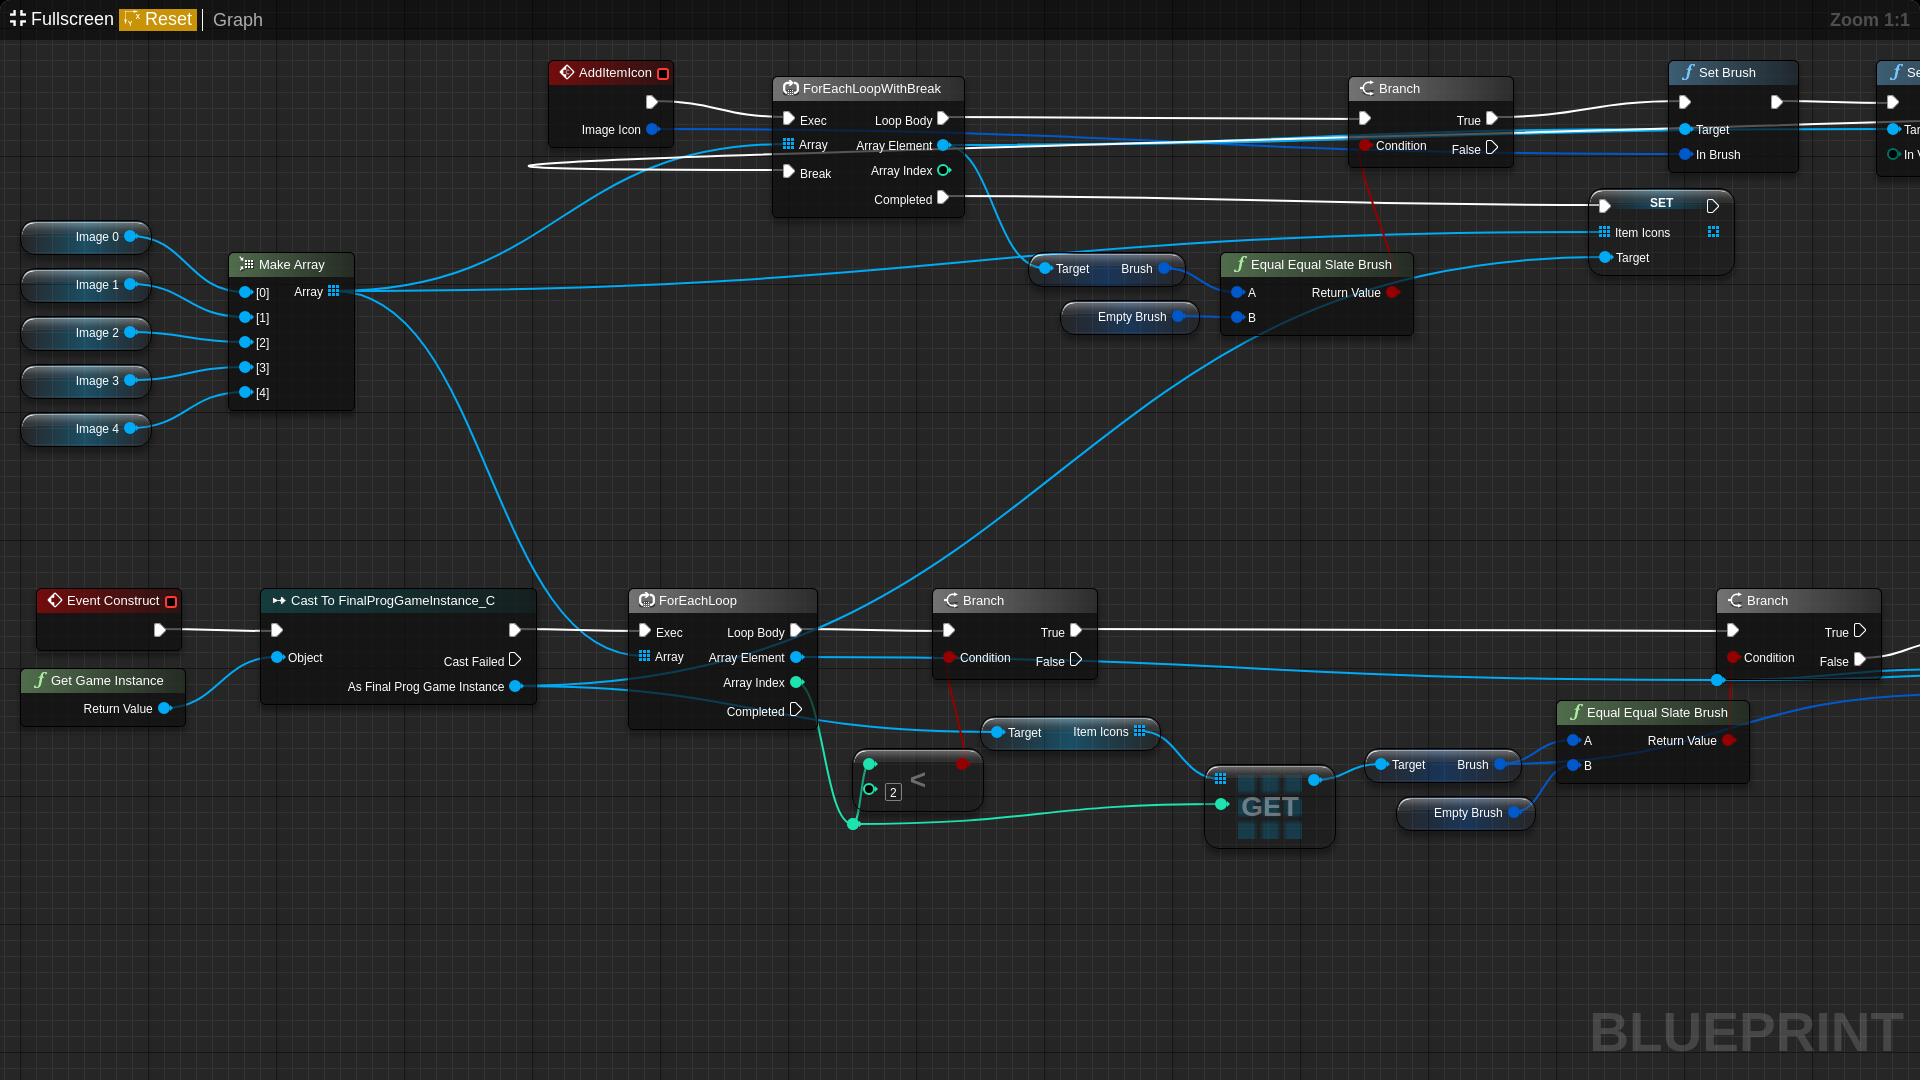 Fullscreen Reset Graph Zoom 1:1
AddItemIcon
Image Icon
ForEachLoopWithBreak
Exec Loop Body
Array Array Element
Array Index
Break
Completed
Branch
True
Condition
False
Set Brush
Target
In Brush
SET
Item Icons
Target
Image 0
Image 1
Image 2
Image 3
Image 4
Make Array
[0] Array
[1]
[2]
[3]
[4]
Target Brush
Empty Brush
Equal Equal Slate Brush
A Return Value
B
Event Construct
Get Game Instance
Return Value
Cast To FinalProgGameInstance_C
Object
Cast Failed
As Final Prog Game Instance
ForEachLoop
Exec Loop Body
Array Array Element
Array Index
Completed
Branch
True
Condition False
Target Item Icons
2 <
GET
Target Brush
Empty Brush
Equal Equal Slate Brush
A Return Value
B
Branch
True
Condition
False
BLUEPRINT